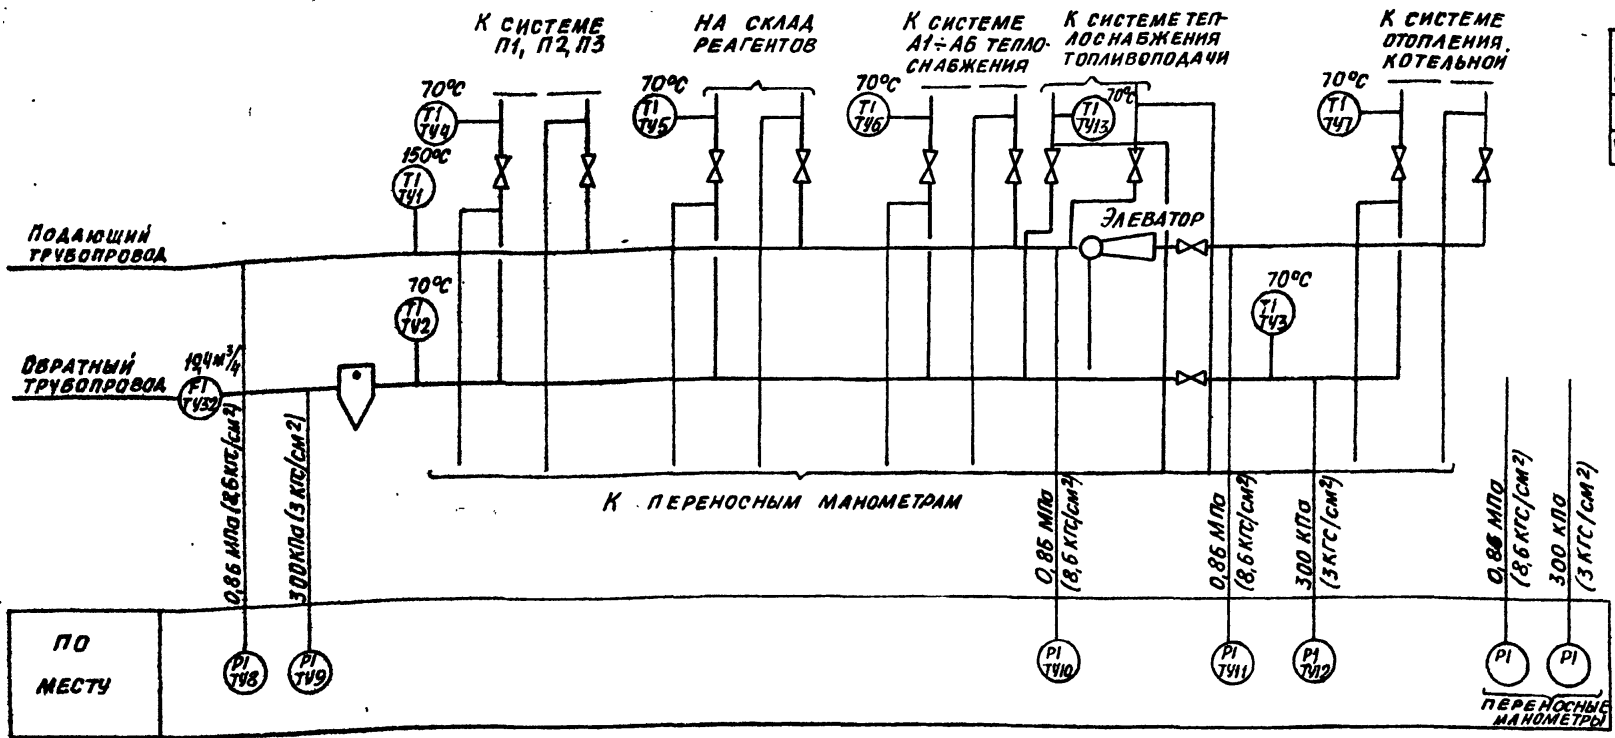 К СИСТЕМЕ
П1, П2, П3
НА СКЛАД
РЕАГЕНТОВ
К СИСТЕМЕ
А1÷А6 ТЕПЛО-
СНАБЖЕНИЯ
К СИСТЕМЕ ТЕП-
ЛОСНАБЖЕНИЯ
ТОПЛИВОПОДАЧИ
К СИСТЕМЕ
ОТОПЛЕНИЯ
КОТЕЛЬНОЙ
70°С
TI
ТУ4
70°С
TI
ТУ5
70°С
TI
ТУ6
70°С
TI
ТУ13
70°С
TI
ТУ7
150°С
TI
ТУ1
ПОДАЮЩИЙ
ТРУБОПРОВОД
ЭЛЕВАТОР
70°С
TI
ТУ2
70°С
TI
ТУ3
ОБРАТНЫЙ
ТРУБОПРОВОД
FI
ТУ32
К ПЕРЕНОСНЫМ МАНОМЕТРАМ
0,86 МПа (8,6 кгс/см²)
300 кПа (3 кгс/см²)
0,86 МПа
(8,6 кгс/см²)
0,86 МПа
(8,6 кгс/см²)
300 кПа
(3 кгс/см²)
0,86 МПа
(8,6 кгс/см²)
300 кПа
(3 кгс/см²)
ПО
МЕСТУ
PI
ТУ8
PI
ТУ9
PI
ТУ10
PI
ТУ11
PI
ТУ12
PI
PI
ПЕРЕНОСНЫЕ
МАНОМЕТРЫ